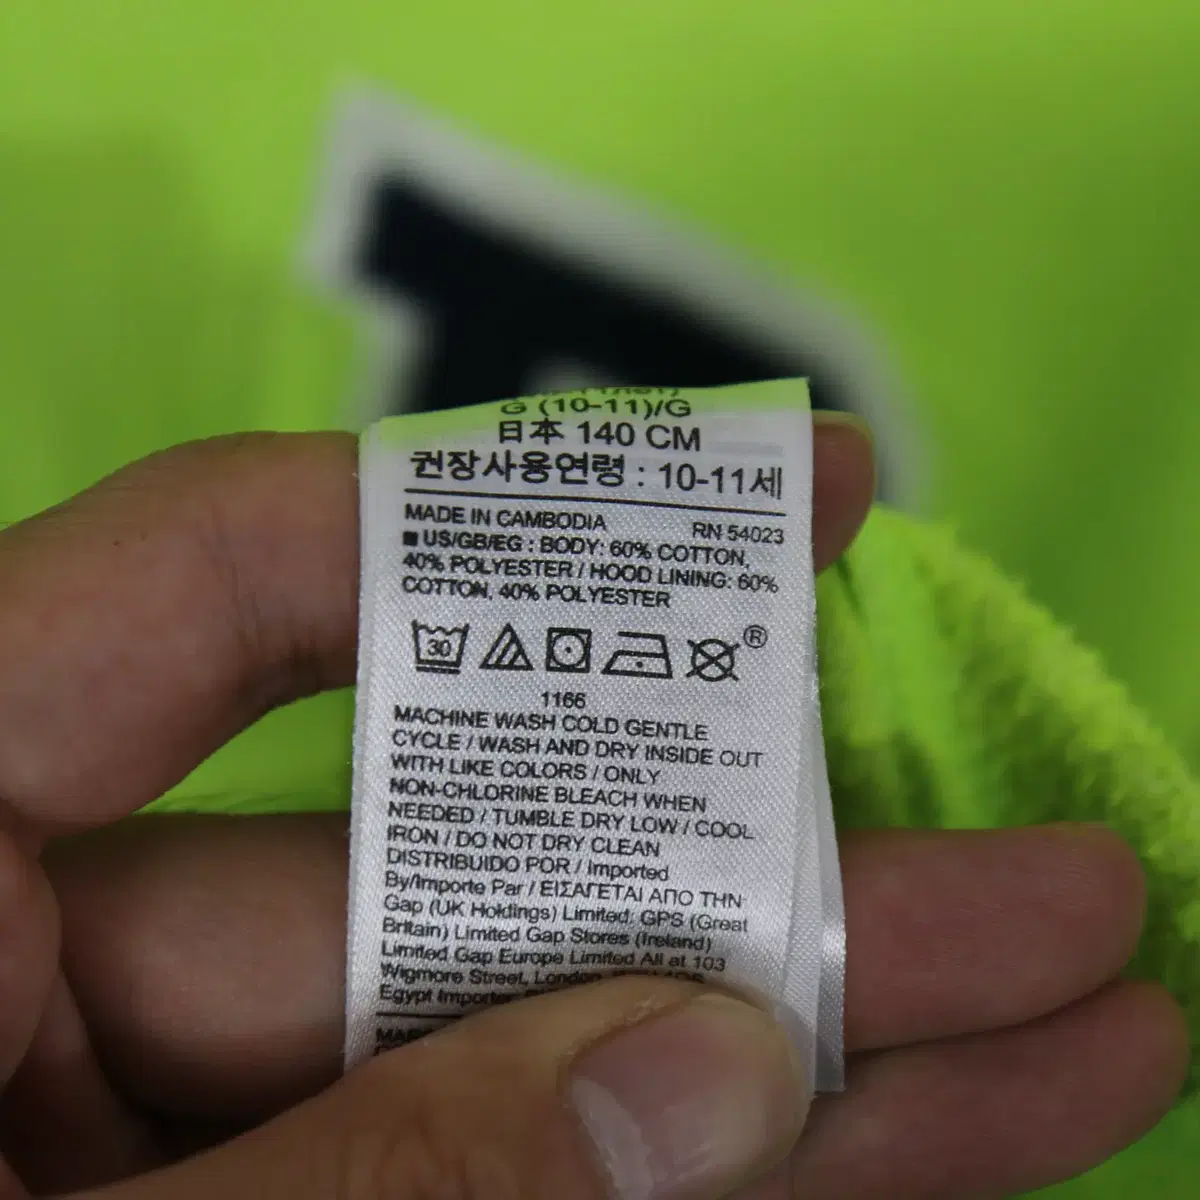 G (10-11)/G
日本 140 CM
권장사용연령 : 10-11세
MADE IN CAMBODIA RN 54023
■ US/GB/EG : BODY: 60% COTTON,
40% POLYESTER / HOOD LINING: 60%
COTTON, 40% POLYESTER
30 ®
1166
MACHINE WASH COLD GENTLE
CYCLE / WASH AND DRY INSIDE OUT
WITH LIKE COLORS / ONLY
NON-CHLORINE BLEACH WHEN
NEEDED / TUMBLE DRY LOW / COOL
IRON / DO NOT DRY CLEAN
DISTRIBUIDO POR / Imported
By/Importe Par / ΕΙΣΑΓΕΤΑΙ ΑΠΟ ΤΗΝ
Gap (UK Holdings) Limited; GPS (Great
Britain) Limited Gap Stores (Ireland)
Limited Gap Europe Limited All at 103
Wigmore Street, London
Egypt Importer